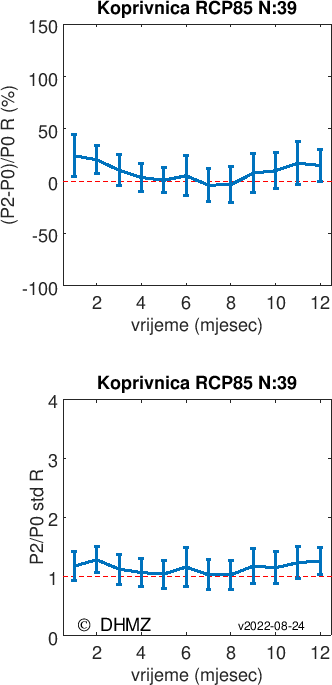 Koprivnica RCP85 N:39
(P2-P0)/P0 R (%)
150
100
50
0
-50
-100
2 4 6 8 10 12
vrijeme (mjesec)
Koprivnica RCP85 N:39
P2/P0 std R
4
3
2
1
0
© DHMZ v2022-08-24
2 4 6 8 10 12
vrijeme (mjesec)